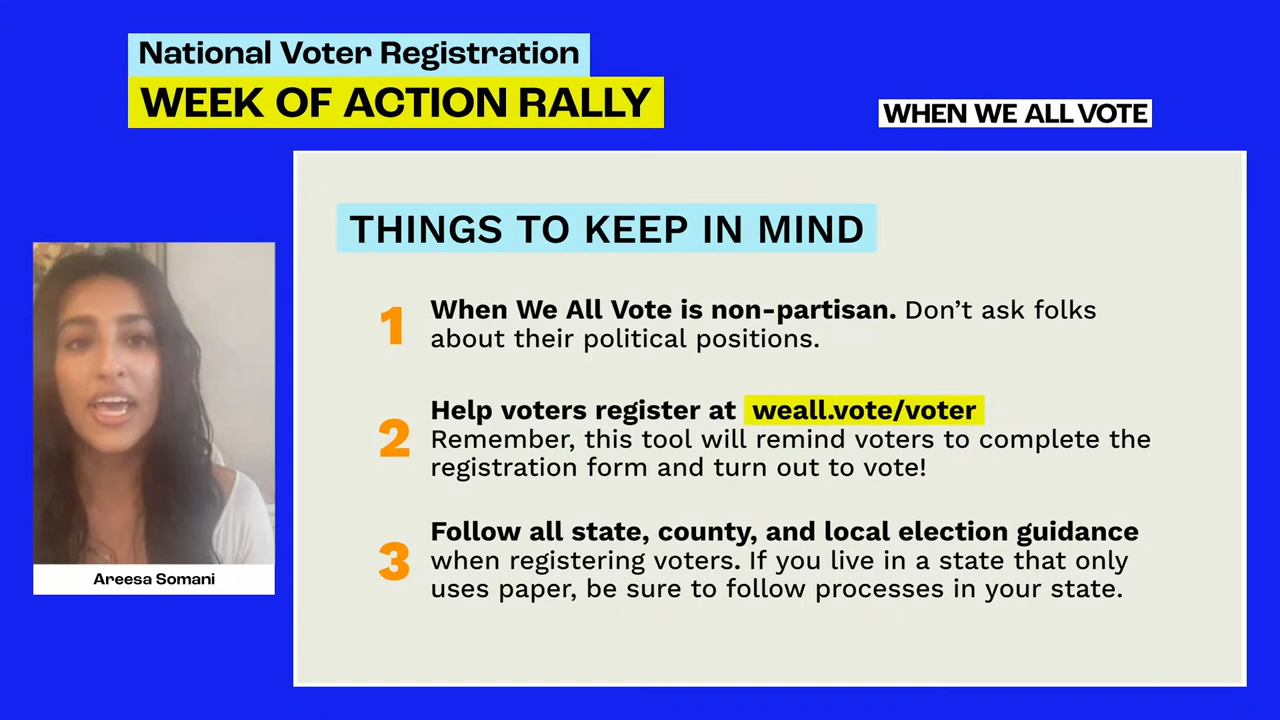 National Voter Registration
WEEK OF ACTION RALLY
WHEN WE ALL VOTE
THINGS TO KEEP IN MIND
1 When We All Vote is non-partisan. Don’t ask folks
about their political positions.
2 Help voters register at weall.vote/voter
Remember, this tool will remind voters to complete the
registration form and turn out to vote!
3 Follow all state, county, and local election guidance
when registering voters. If you live in a state that only
uses paper, be sure to follow processes in your state.
Areesa Somani